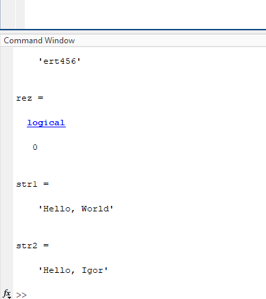 Command Window
'ert456'
rez =
logical
0
str1 =
'Hello, World'
str2 =
'Hello, Igor'
fx >>